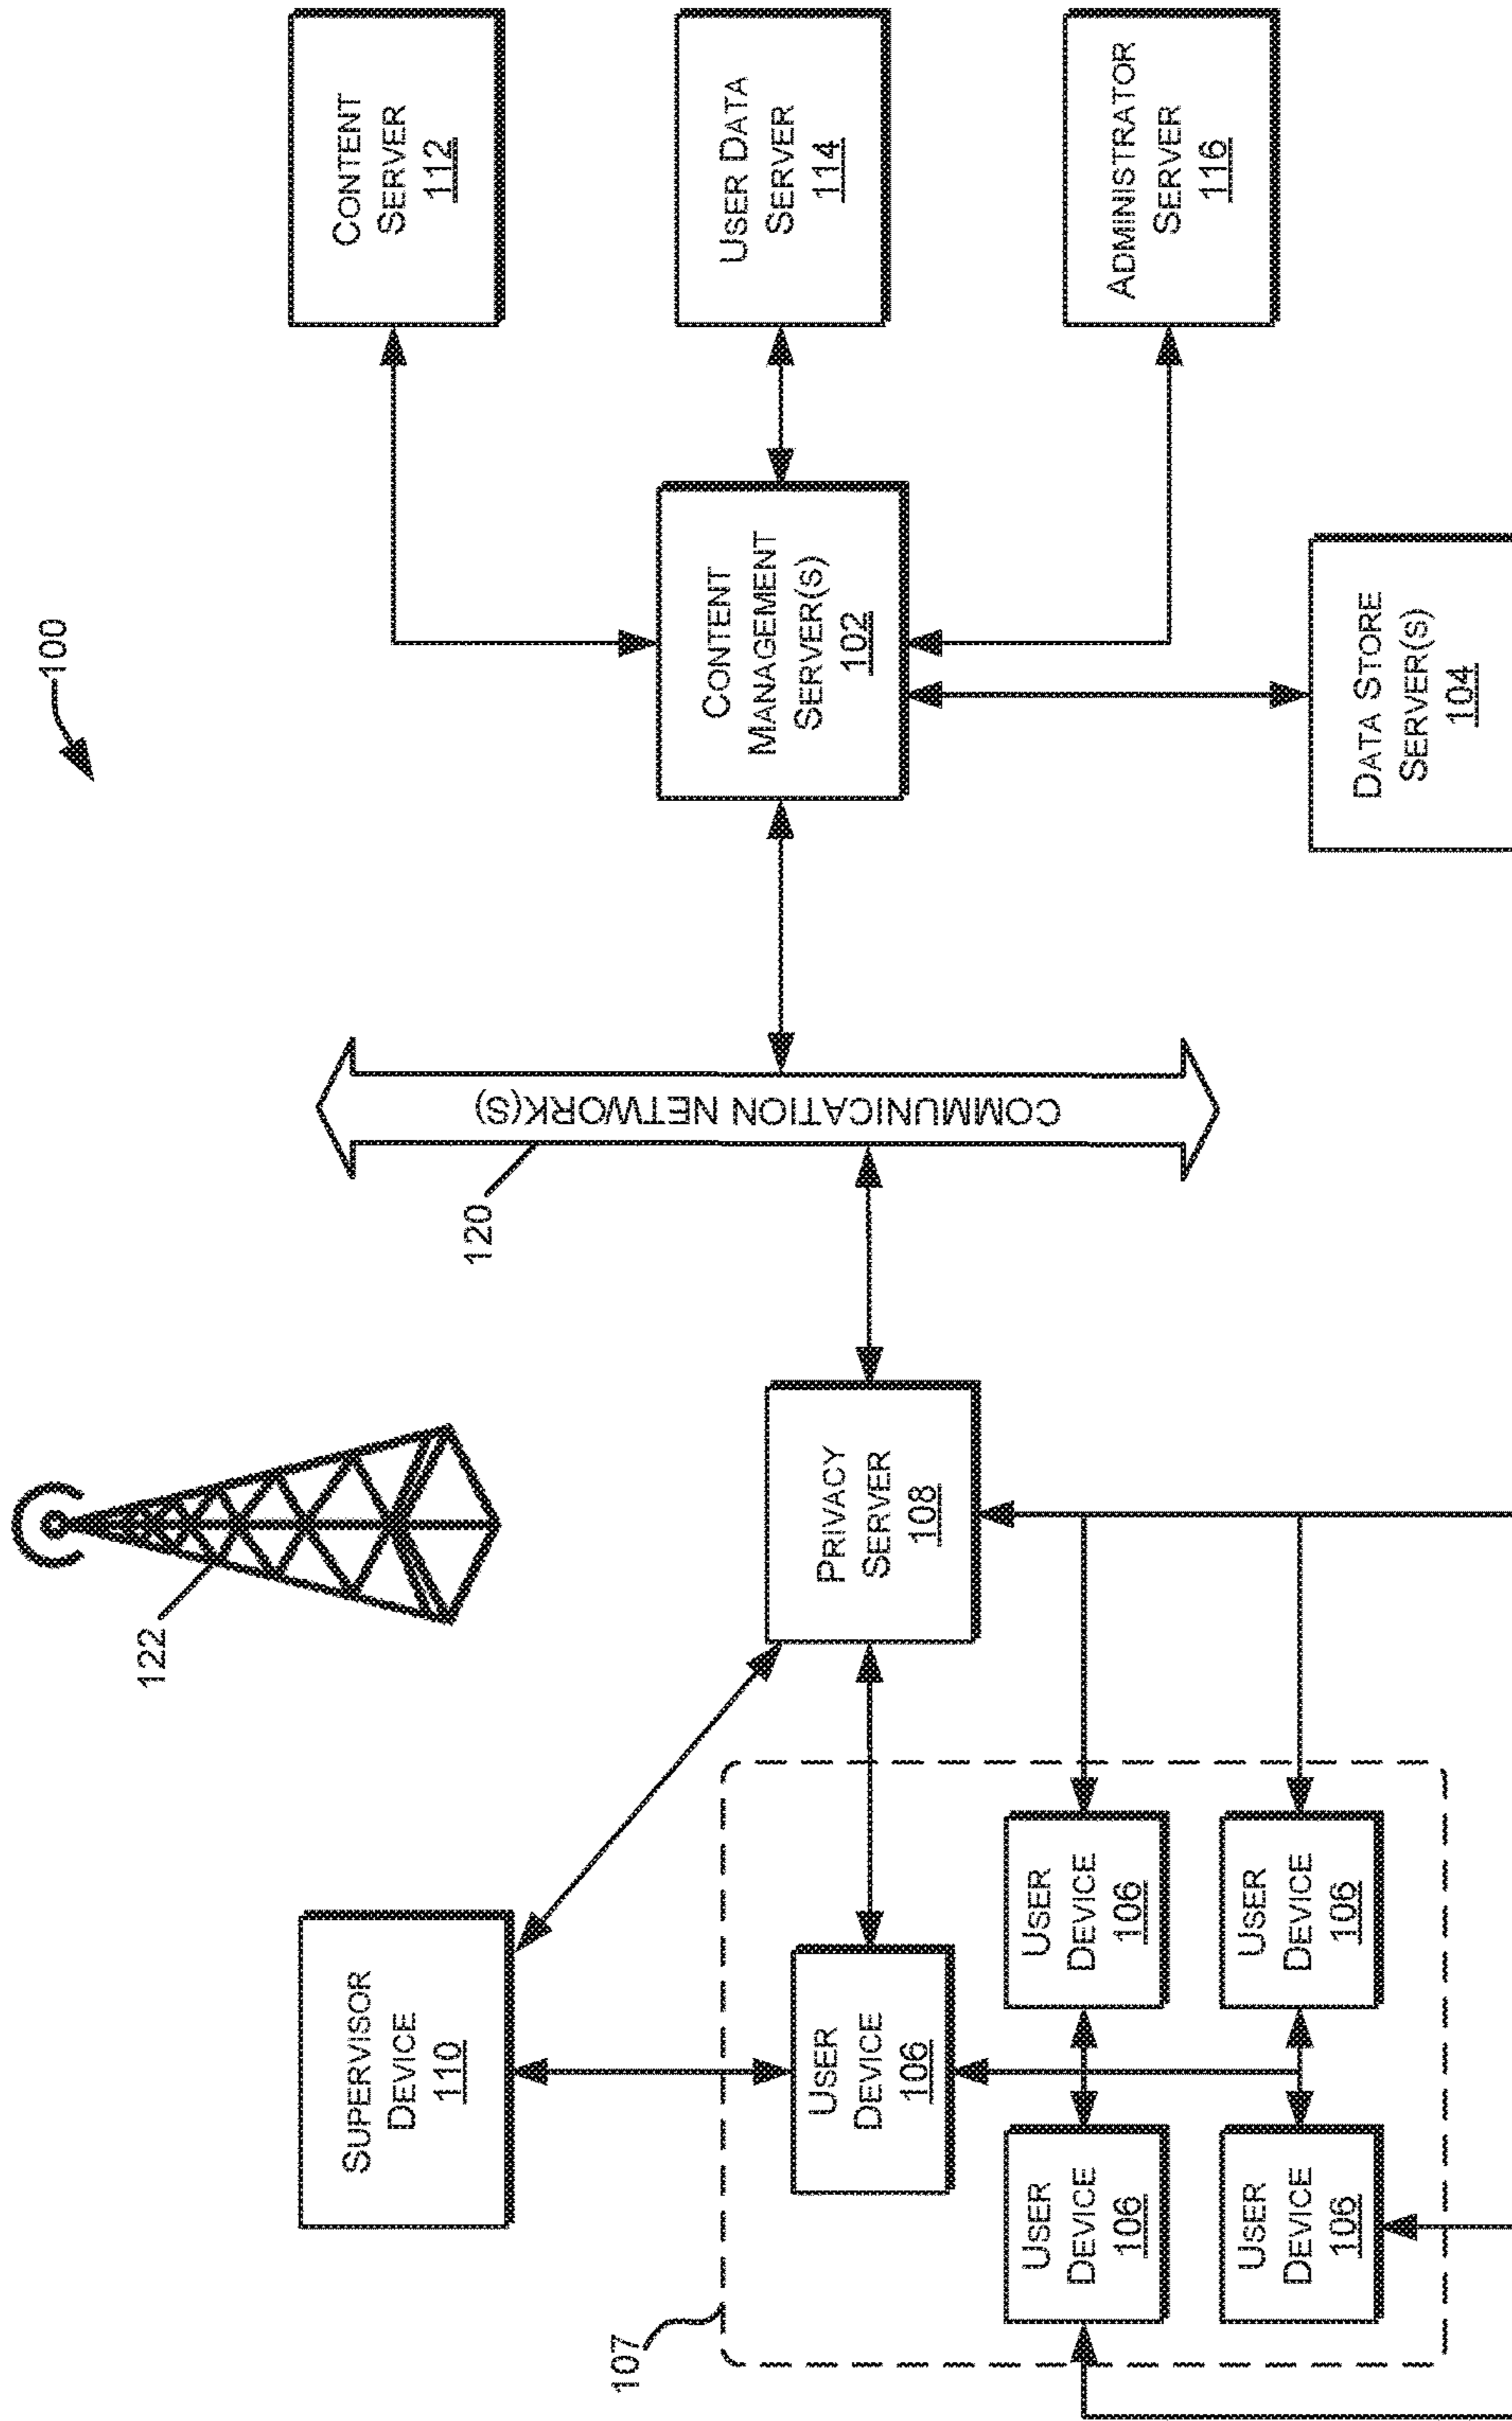 100
122
SUPERVISOR
DEVICE
110
CONTENT
SERVER
112
120
107
COMMUNICATION NETWORK(S)
USER
DEVICE
106
PRIVACY
SERVER
108
CONTENT
MANAGEMENT
SERVER(S)
102
USER DATA
SERVER
114
USER
DEVICE
106
USER
DEVICE
106
ADMINISTRATOR
SERVER
116
USER
DEVICE
106
USER
DEVICE
106
DATA STORE
SERVER(S)
104